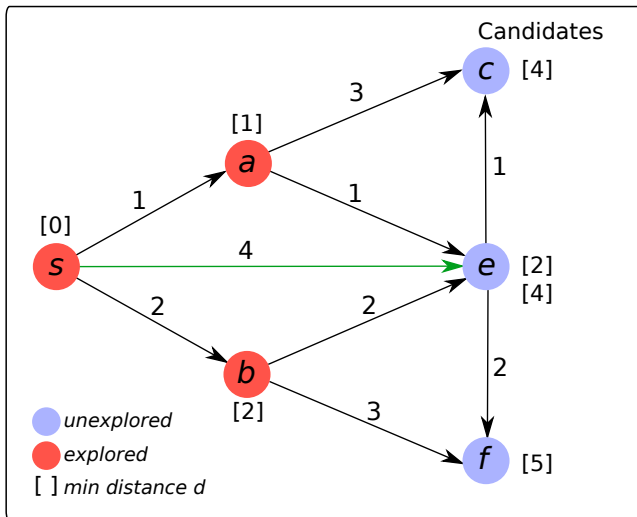 Candidates
c [4]
3
[1]
a
1
1
1
[0]
s
4
e [2]
[4]
2
2
2
b
[2]
3
f [5]
unexplored
explored
[ ] min distance d